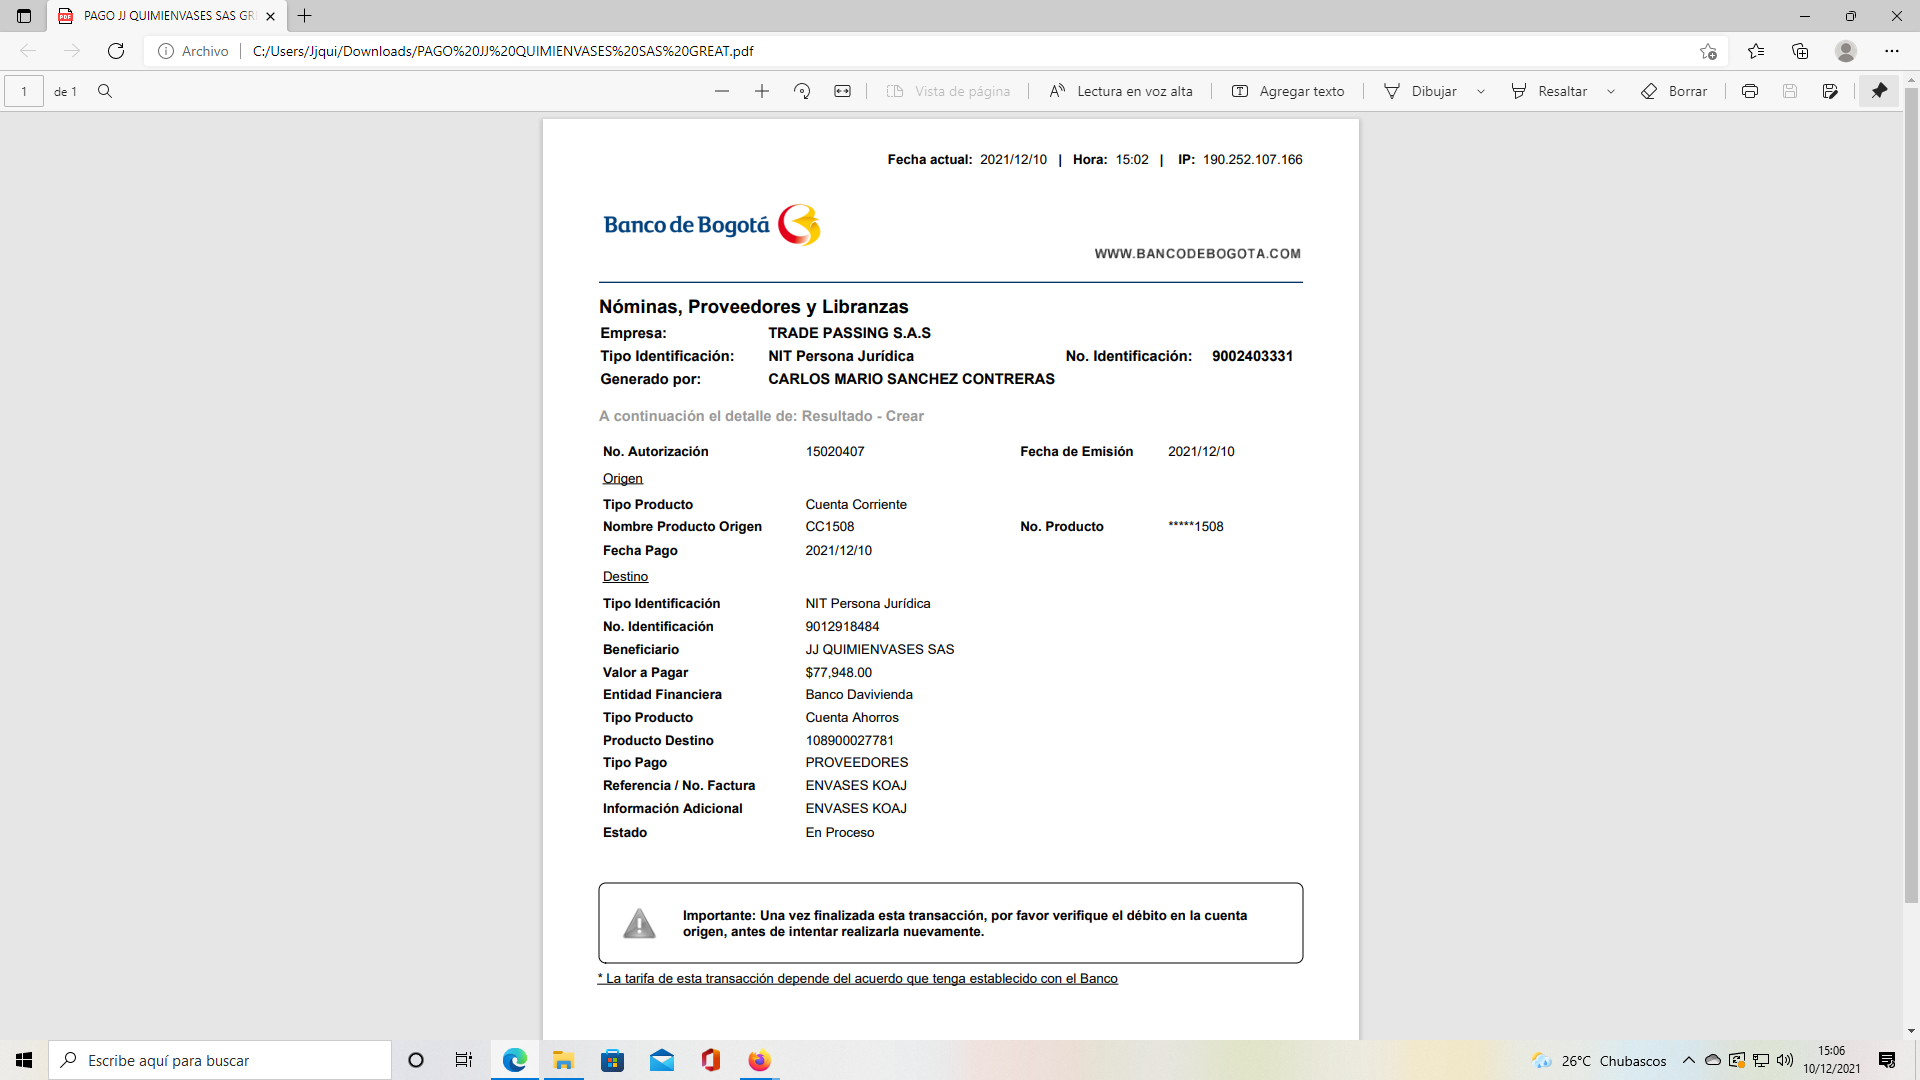 PAGO JJ QUIMIENVASES SAS GR
Archivo
C:/Users/Jjqui/Downloads/PAGO%20JJ%20QUIMIENVASES%20SAS%20GREAT.pdf
1 de 1
Vista de página
Lectura en voz alta
Agregar texto
Dibujar
Resaltar
Borrar
Fecha actual: 2021/12/10 | Hora: 15:02 | IP: 190.252.107.166
Banco de Bogotá
WWW.BANCODEBOGOTA.COM
Nóminas, Proveedores y Libranzas
Empresa: TRADE PASSING S.A.S
Tipo Identificación: NIT Persona Jurídica No. Identificación: 9002403331
Generado por: CARLOS MARIO SANCHEZ CONTRERAS
A continuación el detalle de: Resultado - Crear
No. Autorización 15020407 Fecha de Emisión 2021/12/10
Origen
Tipo Producto Cuenta Corriente
Nombre Producto Origen CC1508 No. Producto *****1508
Fecha Pago 2021/12/10
Destino
Tipo Identificación NIT Persona Jurídica
No. Identificación 9012918484
Beneficiario JJ QUIMIENVASES SAS
Valor a Pagar $77,948.00
Entidad Financiera Banco Davivienda
Tipo Producto Cuenta Ahorros
Producto Destino 108900027781
Tipo Pago PROVEEDORES
Referencia / No. Factura ENVASES KOAJ
Información Adicional ENVASES KOAJ
Estado En Proceso
Importante: Una vez finalizada esta transacción, por favor verifique el débito en la cuenta
origen, antes de intentar realizarla nuevamente.
* La tarifa de esta transacción depende del acuerdo que tenga establecido con el Banco
Escribe aquí para buscar
26°C Chubascos
15:06
10/12/2021